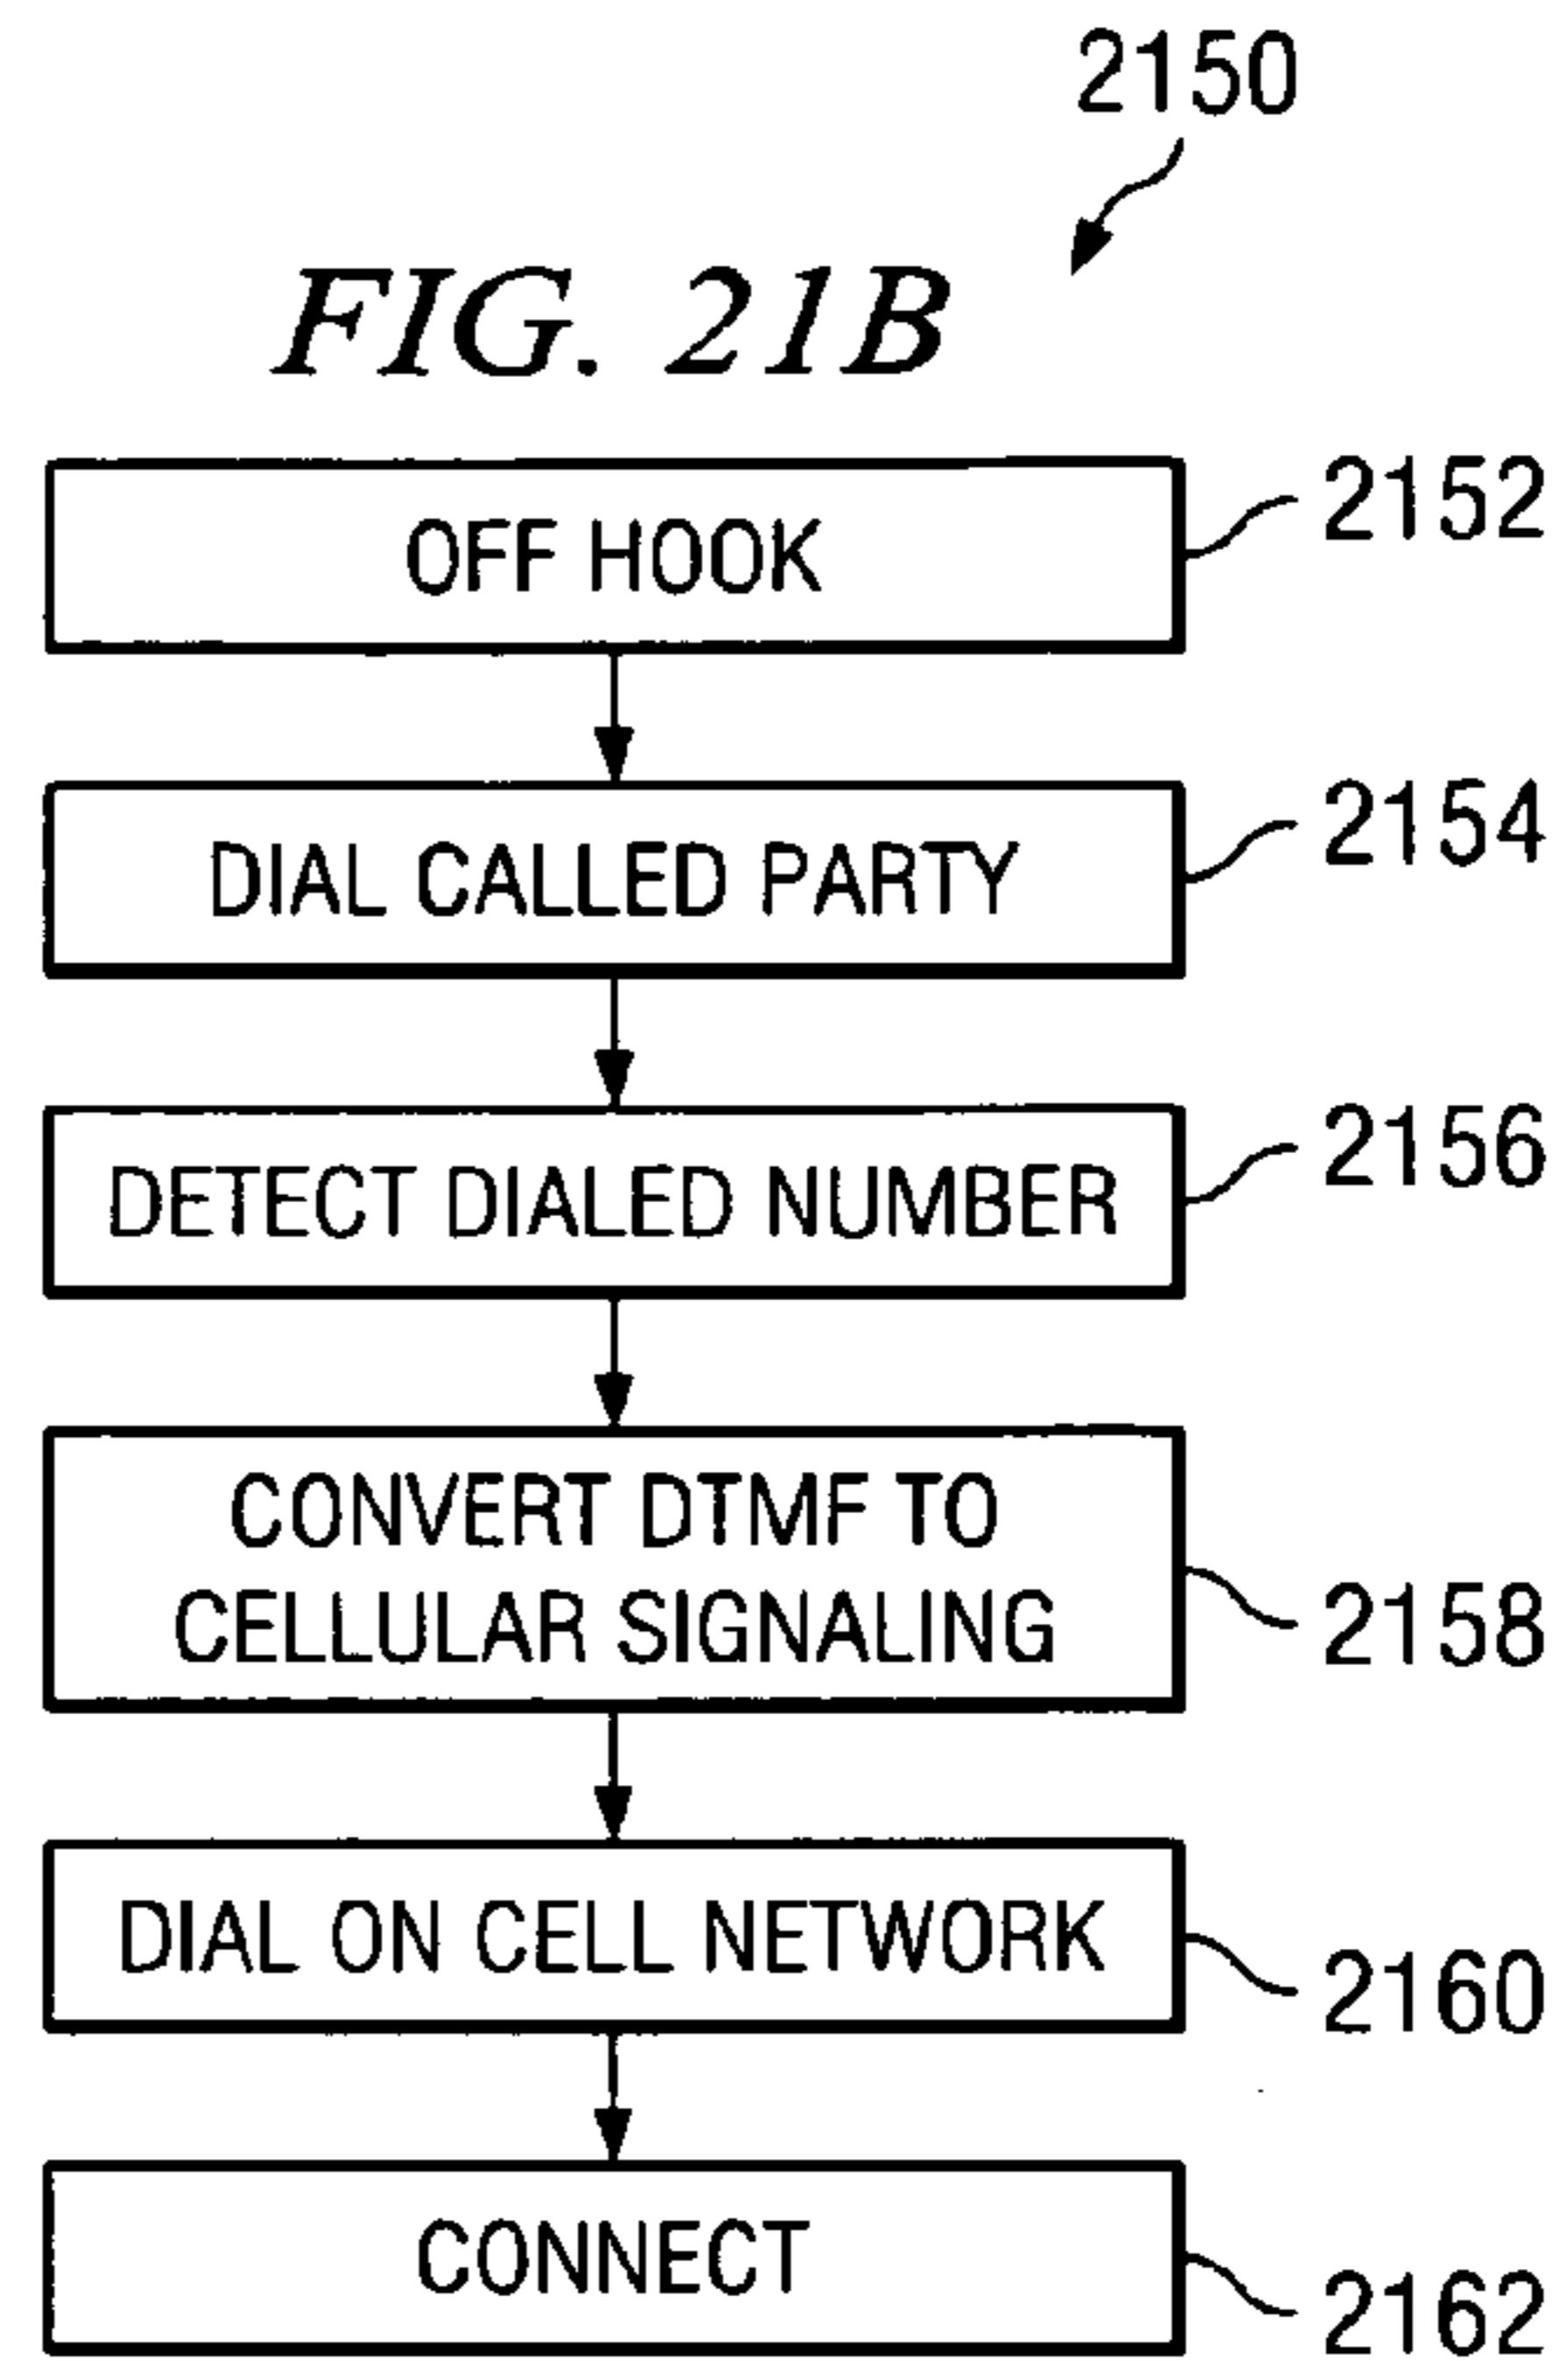 2150
FIG. 21B
OFF HOOK
2152
DIAL CALLED PARTY
2154
DETECT DIALED NUMBER
2156
CONVERT DTMF TO
CELLULAR SIGNALING
2158
DIAL ON CELL NETWORK
2160
CONNECT
2162